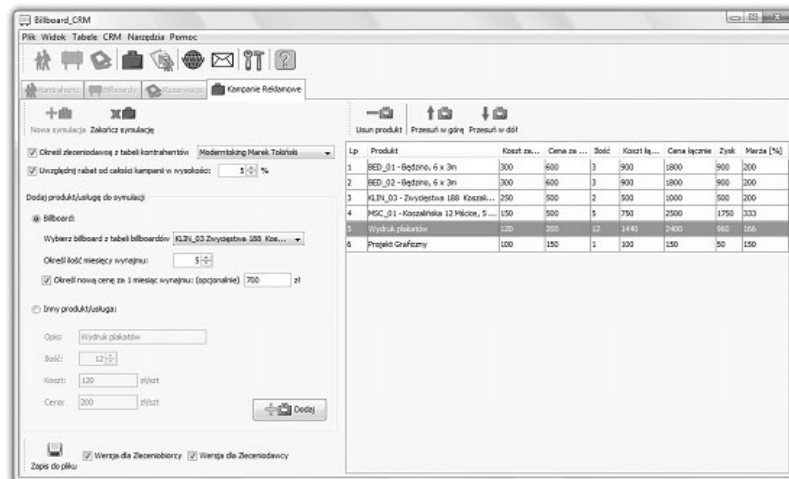 Billboard_CRM
Plik Widok Tabele CRM Narzędzia Pomoc
Kontrahenci Billboardy Rezerwacje Kampanie Reklamowe
Nowa symulacja Zakończ symulację
Usun produkt Przesuń w górę Przesuń w dół
Określ zleceniodawcę z tabeli kontrahentów Moderntoking Marek Tokiński
Uwzględnij rabat od całości kampanii w wysokości: 5 %
Dodaj produkt/usługę do symulacji
Billboard:
Wybierz billboard z tabeli billboardów KLIN_03 Zwycięstwa 188 Kos...
Określ ilość miesięcy wynajmu: 5
Określ nową cenę za 1 miesiąc wynajmu: (opcjonalnie) 700 zł
Inny produkt/usługa:
Opis: Wydruk plakatów
Ilość: 12
Koszt: 120 zł/szt
Cena: 200 zł/szt
Dodaj
Zapis do pliku Wersja dla Zleceniobiorcy Wersja dla Zleceniodawcy
Lp Produkt Koszt za... Cena za ... Ilość Koszt łą... Cena łącznie Zysk Marża [%]
1 BED_01 - Będzino, 6 x 3m 300 600 3 900 1800 900 200
2 BED_02 - Będzino, 6 x 3m 300 600 3 900 1800 900 200
3 KLIN_03 - Zwycięstwa 188 Koszali... 250 500 2 500 1000 500 200
4 MSC_01 - Koszalińska 12 Mścice, 5 ... 150 500 5 750 2500 1750 333
5 Wydruk plakatów 120 200 12 1440 2400 960 166
6 Projekt Graficzny 100 150 1 100 150 50 150